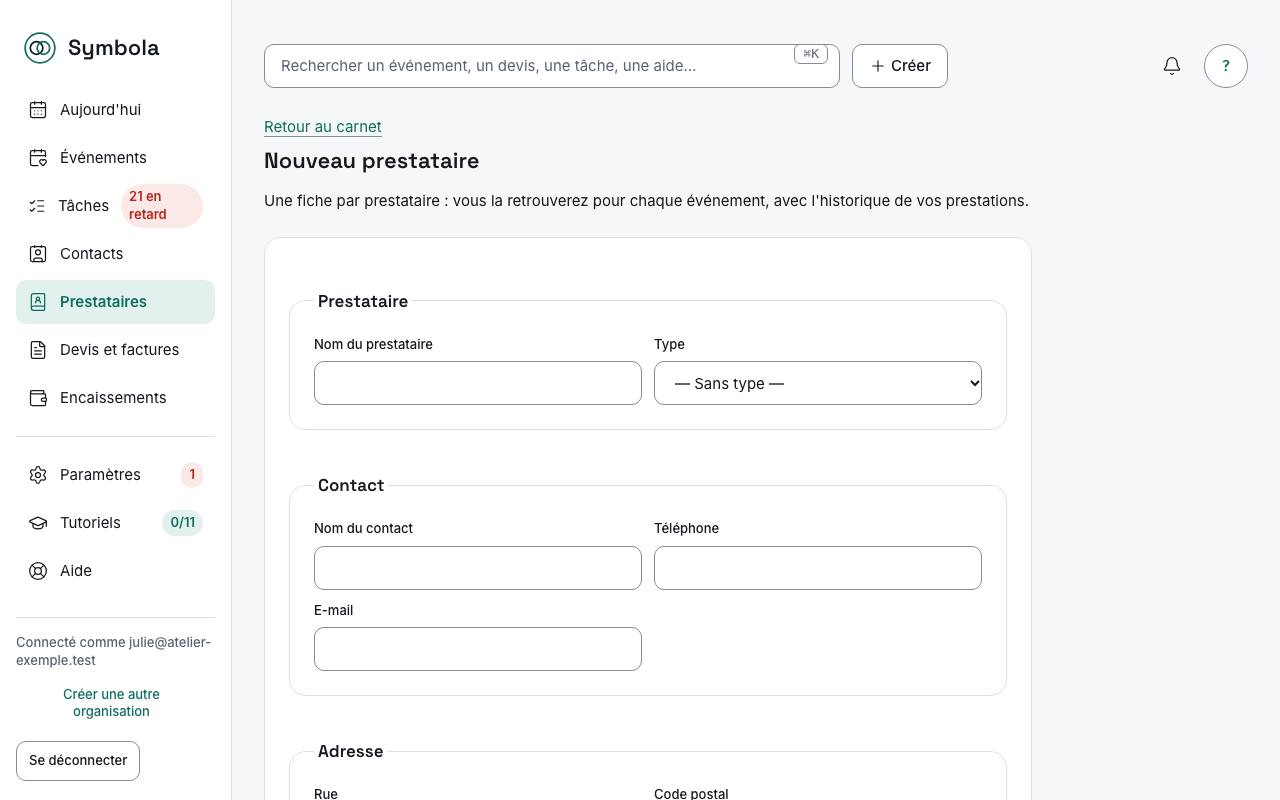 Symbola
Rechercher un événement, un devis, une tâche, une aide...
⌘K
Créer
?
Aujourd'hui
Événements
Tâches
21 en
retard
Contacts
Prestataires
Devis et factures
Encaissements
Paramètres
1
Tutoriels
0/11
Aide
Connecté comme julie@atelier-
exemple.test
Créer une autre
organisation
Se déconnecter
Retour au carnet
Nouveau prestataire
Une fiche par prestataire : vous la retrouverez pour chaque événement, avec l'historique de vos prestations.
Prestataire
Nom du prestataire
Type
— Sans type —
Contact
Nom du contact
Téléphone
E-mail
Adresse
Rue
Code postal